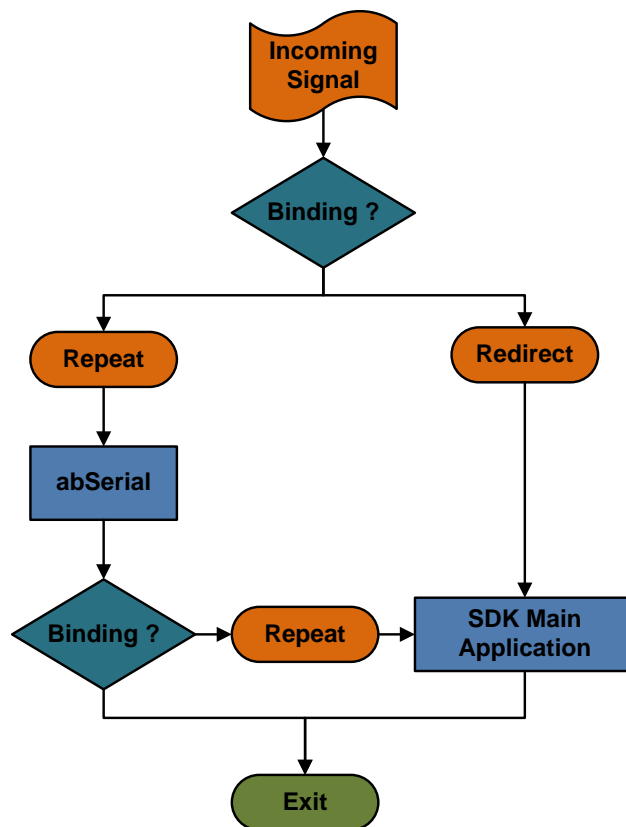 Incoming
Signal
Binding ?
Repeat
Redirect
abSerial
Binding ?
Repeat
SDK Main
Application
Exit